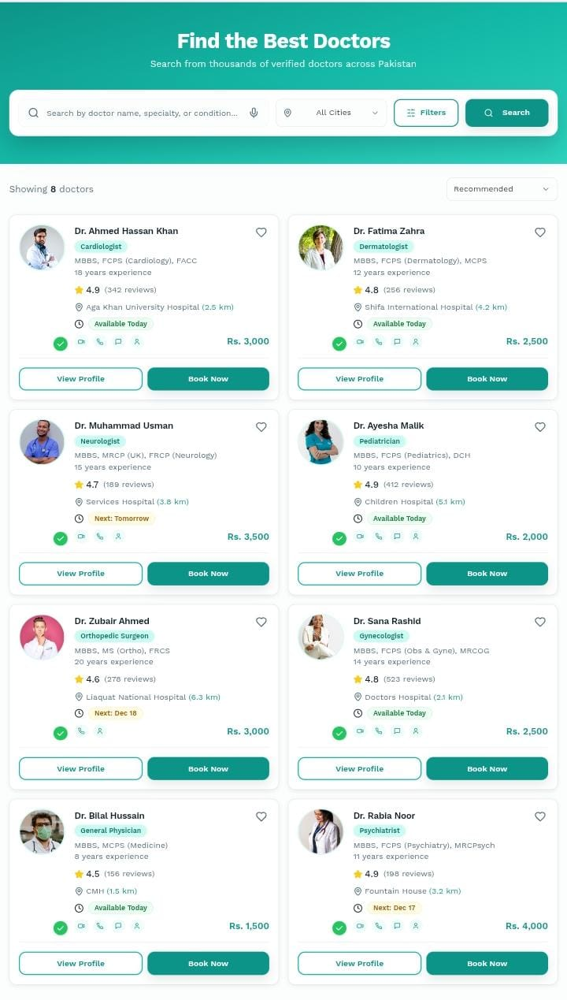 Find the Best Doctors
Search from thousands of verified doctors across Pakistan
Search by doctor name, specialty, or condition...
All Cities
Filters
Search
Showing 8 doctors
Recommended
Dr. Ahmed Hassan Khan
Cardiologist
MBBS, FCPS (Cardiology), FACC
18 years experience
4.9 (342 reviews)
Aga Khan University Hospital (2.5 km)
Available Today
Rs. 3,000
View Profile
Book Now
Dr. Fatima Zahra
Dermatologist
MBBS, FCPS (Dermatology), MCPS
12 years experience
4.8 (256 reviews)
Shifa International Hospital (4.2 km)
Available Today
Rs. 2,500
View Profile
Book Now
Dr. Muhammad Usman
Neurologist
MBBS, MRCP (UK), FRCP (Neurology)
15 years experience
4.7 (189 reviews)
Services Hospital (3.8 km)
Next: Tomorrow
Rs. 3,500
View Profile
Book Now
Dr. Ayesha Malik
Pediatrician
MBBS, FCPS (Pediatrics), DCH
10 years experience
4.9 (412 reviews)
Children Hospital (5.1 km)
Available Today
Rs. 2,000
View Profile
Book Now
Dr. Zubair Ahmed
Orthopedic Surgeon
MBBS, MS (Ortho), FRCS
20 years experience
4.6 (278 reviews)
Liaquat National Hospital (6.3 km)
Next: Dec 18
Rs. 3,000
View Profile
Book Now
Dr. Sana Rashid
Gynecologist
MBBS, FCPS (Obs & Gyne), MRCOG
14 years experience
4.8 (523 reviews)
Doctors Hospital (2.1 km)
Available Today
Rs. 2,500
View Profile
Book Now
Dr. Bilal Hussain
General Physician
MBBS, MCPS (Medicine)
8 years experience
4.5 (156 reviews)
CMH (1.5 km)
Available Today
Rs. 1,500
View Profile
Book Now
Dr. Rabia Noor
Psychiatrist
MBBS, FCPS (Psychiatry), MRCPsych
11 years experience
4.9 (198 reviews)
Fountain House (3.2 km)
Next: Dec 17
Rs. 4,000
View Profile
Book Now